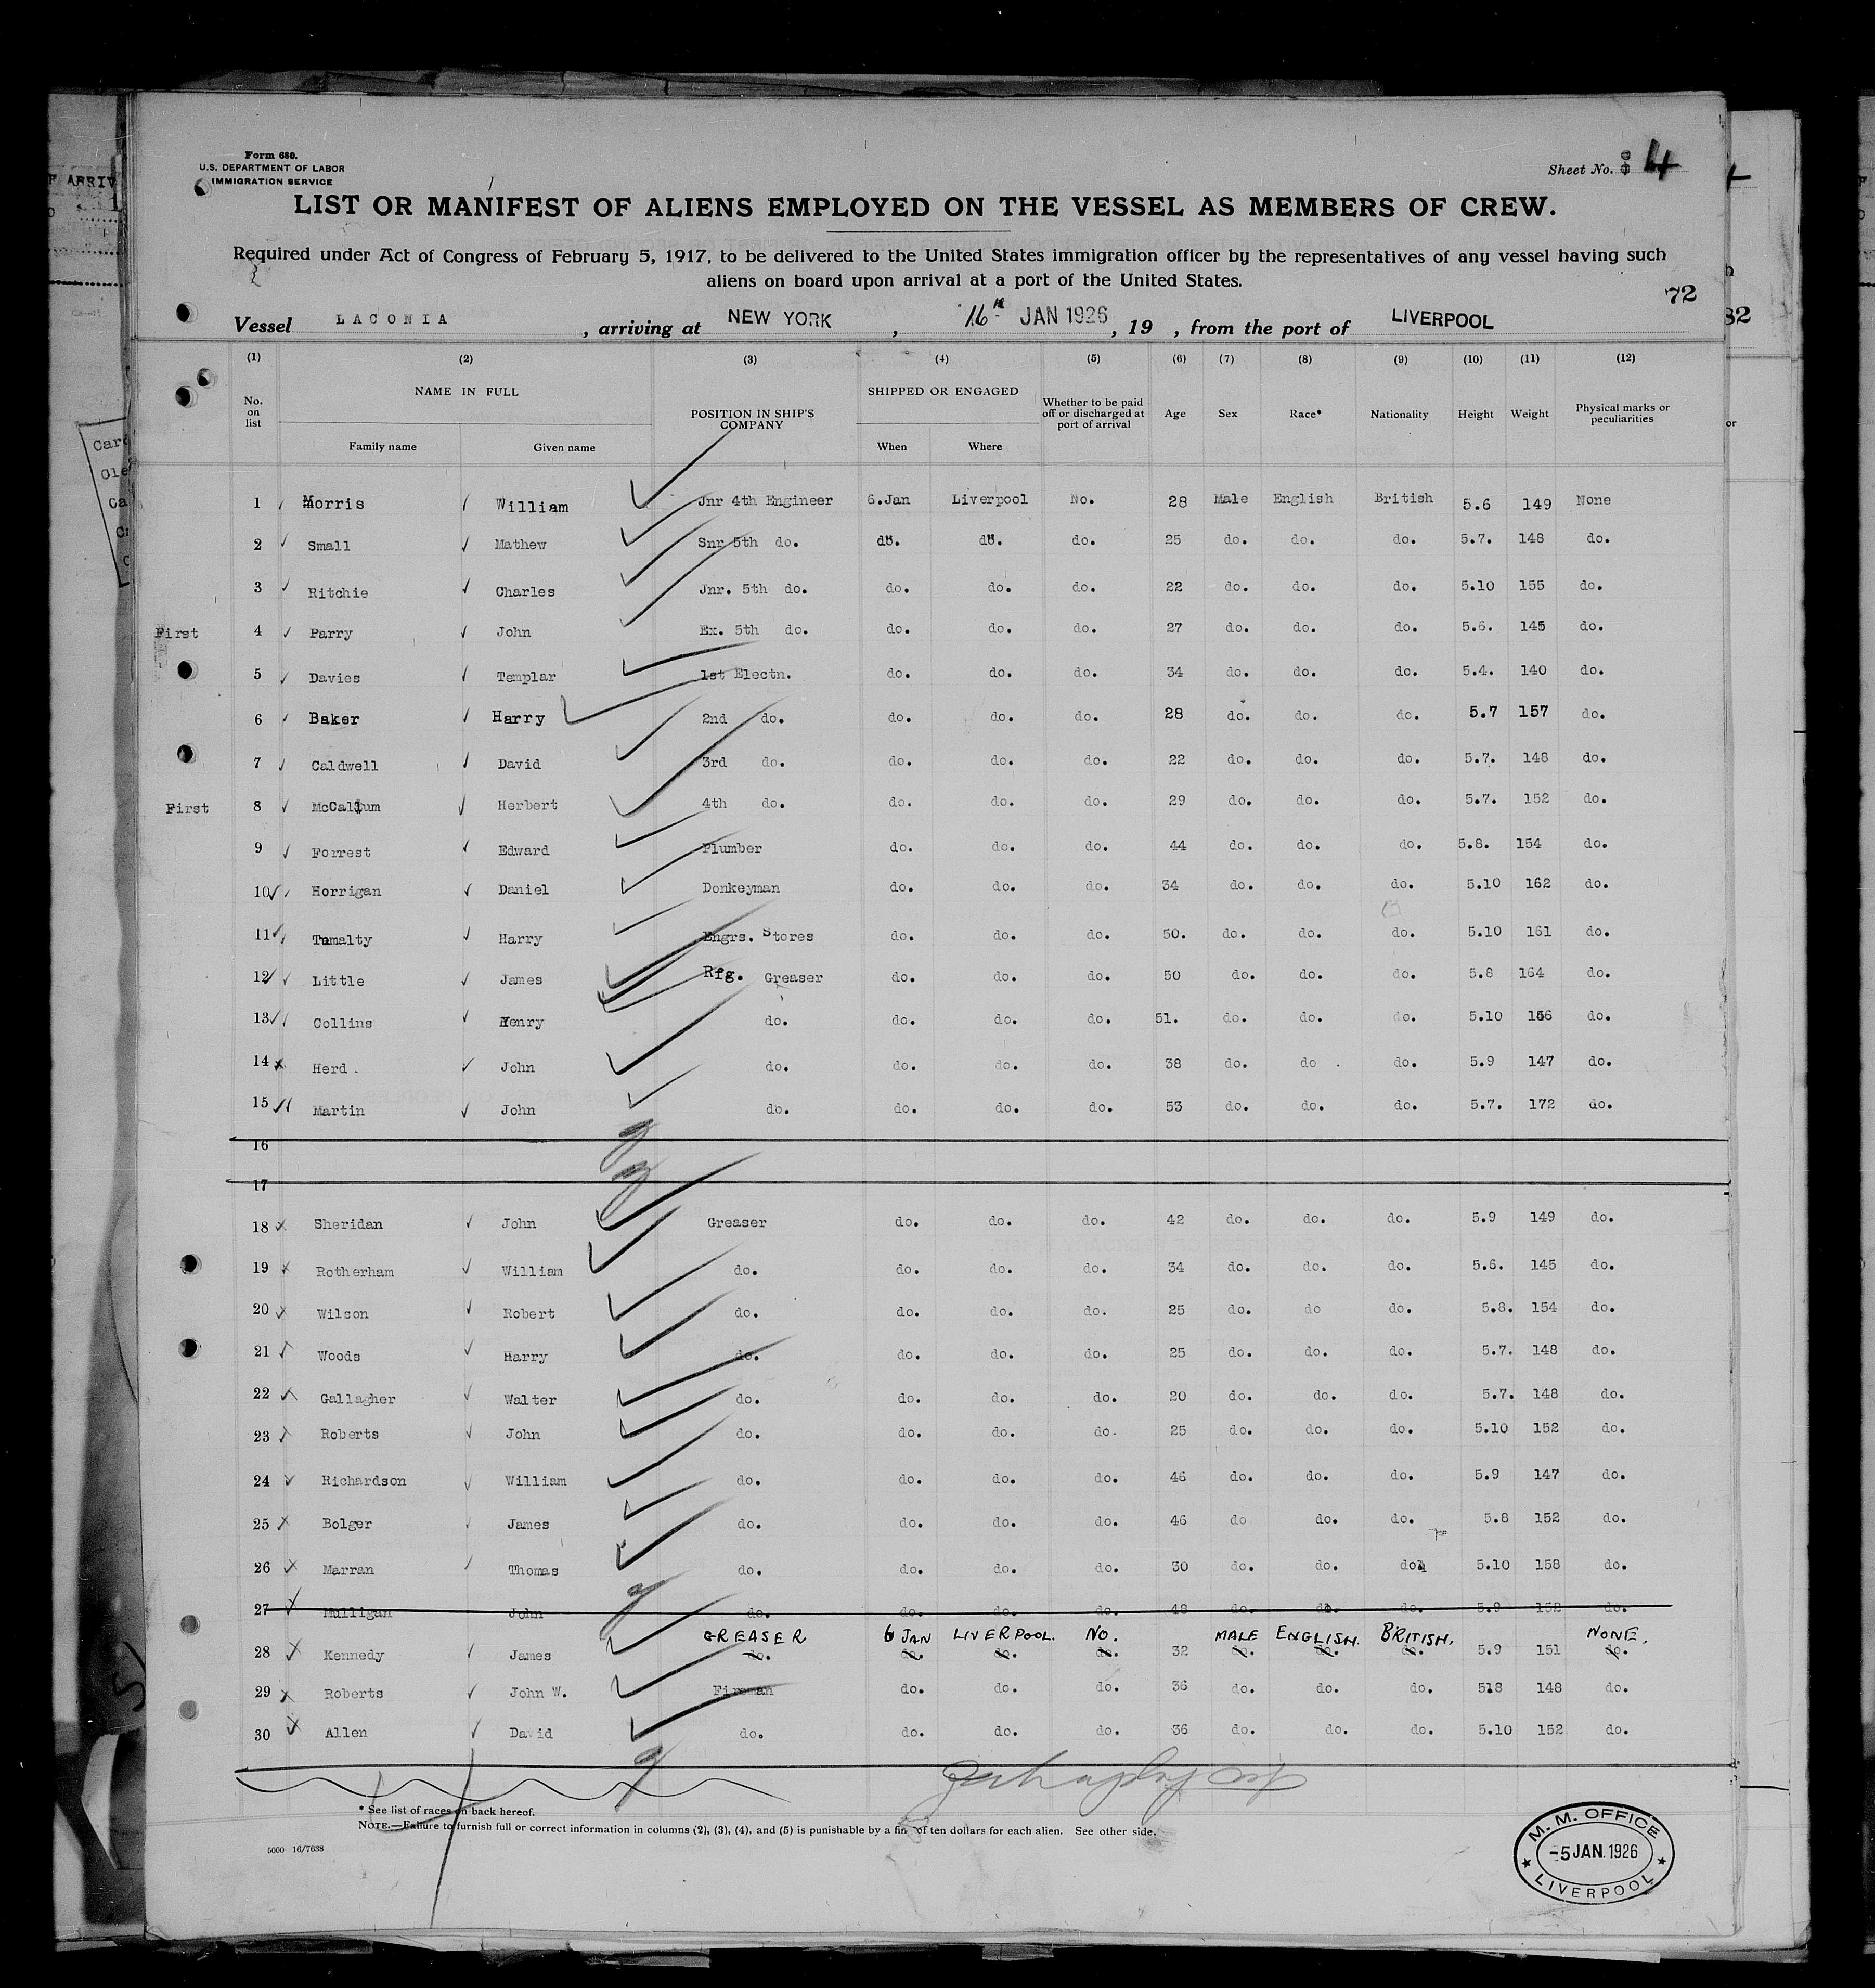 Form 680.
U.S. DEPARTMENT OF LABOR
IMMIGRATION SERVICE
Sheet No. 4
LIST OR MANIFEST OF ALIENS EMPLOYED ON THE VESSEL AS MEMBERS OF CREW.
Required under Act of Congress of February 5, 1917, to be delivered to the United States immigration officer by the representatives of any vessel having such
aliens on board upon arrival at a port of the United States.
72
Vessel LACONIA, arriving at NEW YORK, 16th JAN 1926, 19 , from the port of LIVERPOOL
(1) (2) (3) (4) (5) (6) (7) (8) (9) (10) (11) (12)
No. on list NAME IN FULL Family name Given name POSITION IN SHIP'S COMPANY SHIPPED OR ENGAGED When Where Whether to be paid off or discharged at port of arrival Age Sex Race* Nationality Height Weight Physical marks or peculiarities
1 Morris William Jnr 4th Engineer 6.Jan Liverpool No. 28 Male English British 5.6 149 None
2 Small Mathew Snr 5th do. do. do. do. 25 do. do. do. 5.7. 148 do.
3 Ritchie Charles Jnr. 5th do. do. do. do. 22 do. do. do. 5.10 155 do.
First 4 Parry John Ex. 5th do. do. do. do. 27 do. do. do. 5.6. 145 do.
5 Davies Templar 1st Electn. do. do. do. 34 do. do. do. 5.4. 140 do.
6 Baker Harry 2nd do. do. do. do. 28 do. do. do. 5.7 157 do.
7 Caldwell David 3rd do. do. do. do. 22 do. do. do. 5.7. 148 do.
First 8 McCallum Herbert 4th do. do. do. do. 29 do. do. do. 5.7. 152 do.
9 Forrest Edward Plumber do. do. do. 44 do. do. do. 5.8. 154 do.
10 Horrigan Daniel Donkeyman do. do. do. 34 do. do. do. 5.10 162 do.
11 Tumalty Harry Engrs. Stores do. do. do. 50. do. do. do. 5.10 161 do.
12 Little James Rfg. Greaser do. do. do. 50 do. do. do. 5.8 164 do.
13 Collins Henry do. do. do. do. 51. do. do. do. 5.10 166 do.
14 Herd. John do. do. do. do. 38 do. do. do. 5.9 147 do.
15 Martin John do. do. do. do. 53 do. do. do. 5.7. 172 do.
16
17
18 Sheridan John Greaser do. do. do. 42 do. do. do. 5.9 149 do.
19 Rotherham William do. do. do. do. 34 do. do. do. 5.6. 145 do.
20 Wilson Robert do. do. do. do. 25 do. do do. 5.8. 154 do.
21 Woods Harry do. do. do. do. 25 do. do. do. 5.7. 148 do.
22 Gallagher Walter do. do. do. do. 20 do. do. do. 5.7. 148 do.
23 Roberts John do. do. do. do. 25 do. do. do. 5.10 152 do.
24 Richardson William do. do. do. do. 46 do. do. do. 5.9 147 do.
25 Bolger James do. do. do. do. 46 do do. do. 5.8 152 do.
26 Marran Thomas do. do. do. do. 30 do. do. do. 5.10 158 do.
27 Mulligan John do. do. do. do. 48 do. do. do. 5.9 152 do.
GREASER 6 JAN LIVERPOOL. NO. MALE ENGLISH. BRITISH. NONE.
28 Kennedy James do. do. do. do. 32 do. do. do. 5.9 151 do.
29 Roberts John W. Fireman do. do. do. 36 do. do. do. 518 148 do.
30 Allen David do. do. do. do. 36 do. do. do. 5.10 152 do.
* See list of races on back hereof.
NOTE.—Failure to furnish full or correct information in columns (2), (3), (4), and (5) is punishable by a fine of ten dollars for each alien. See other side.
5000 16/7638
M. M. OFFICE
-5 JAN. 1926
LIVERPOOL